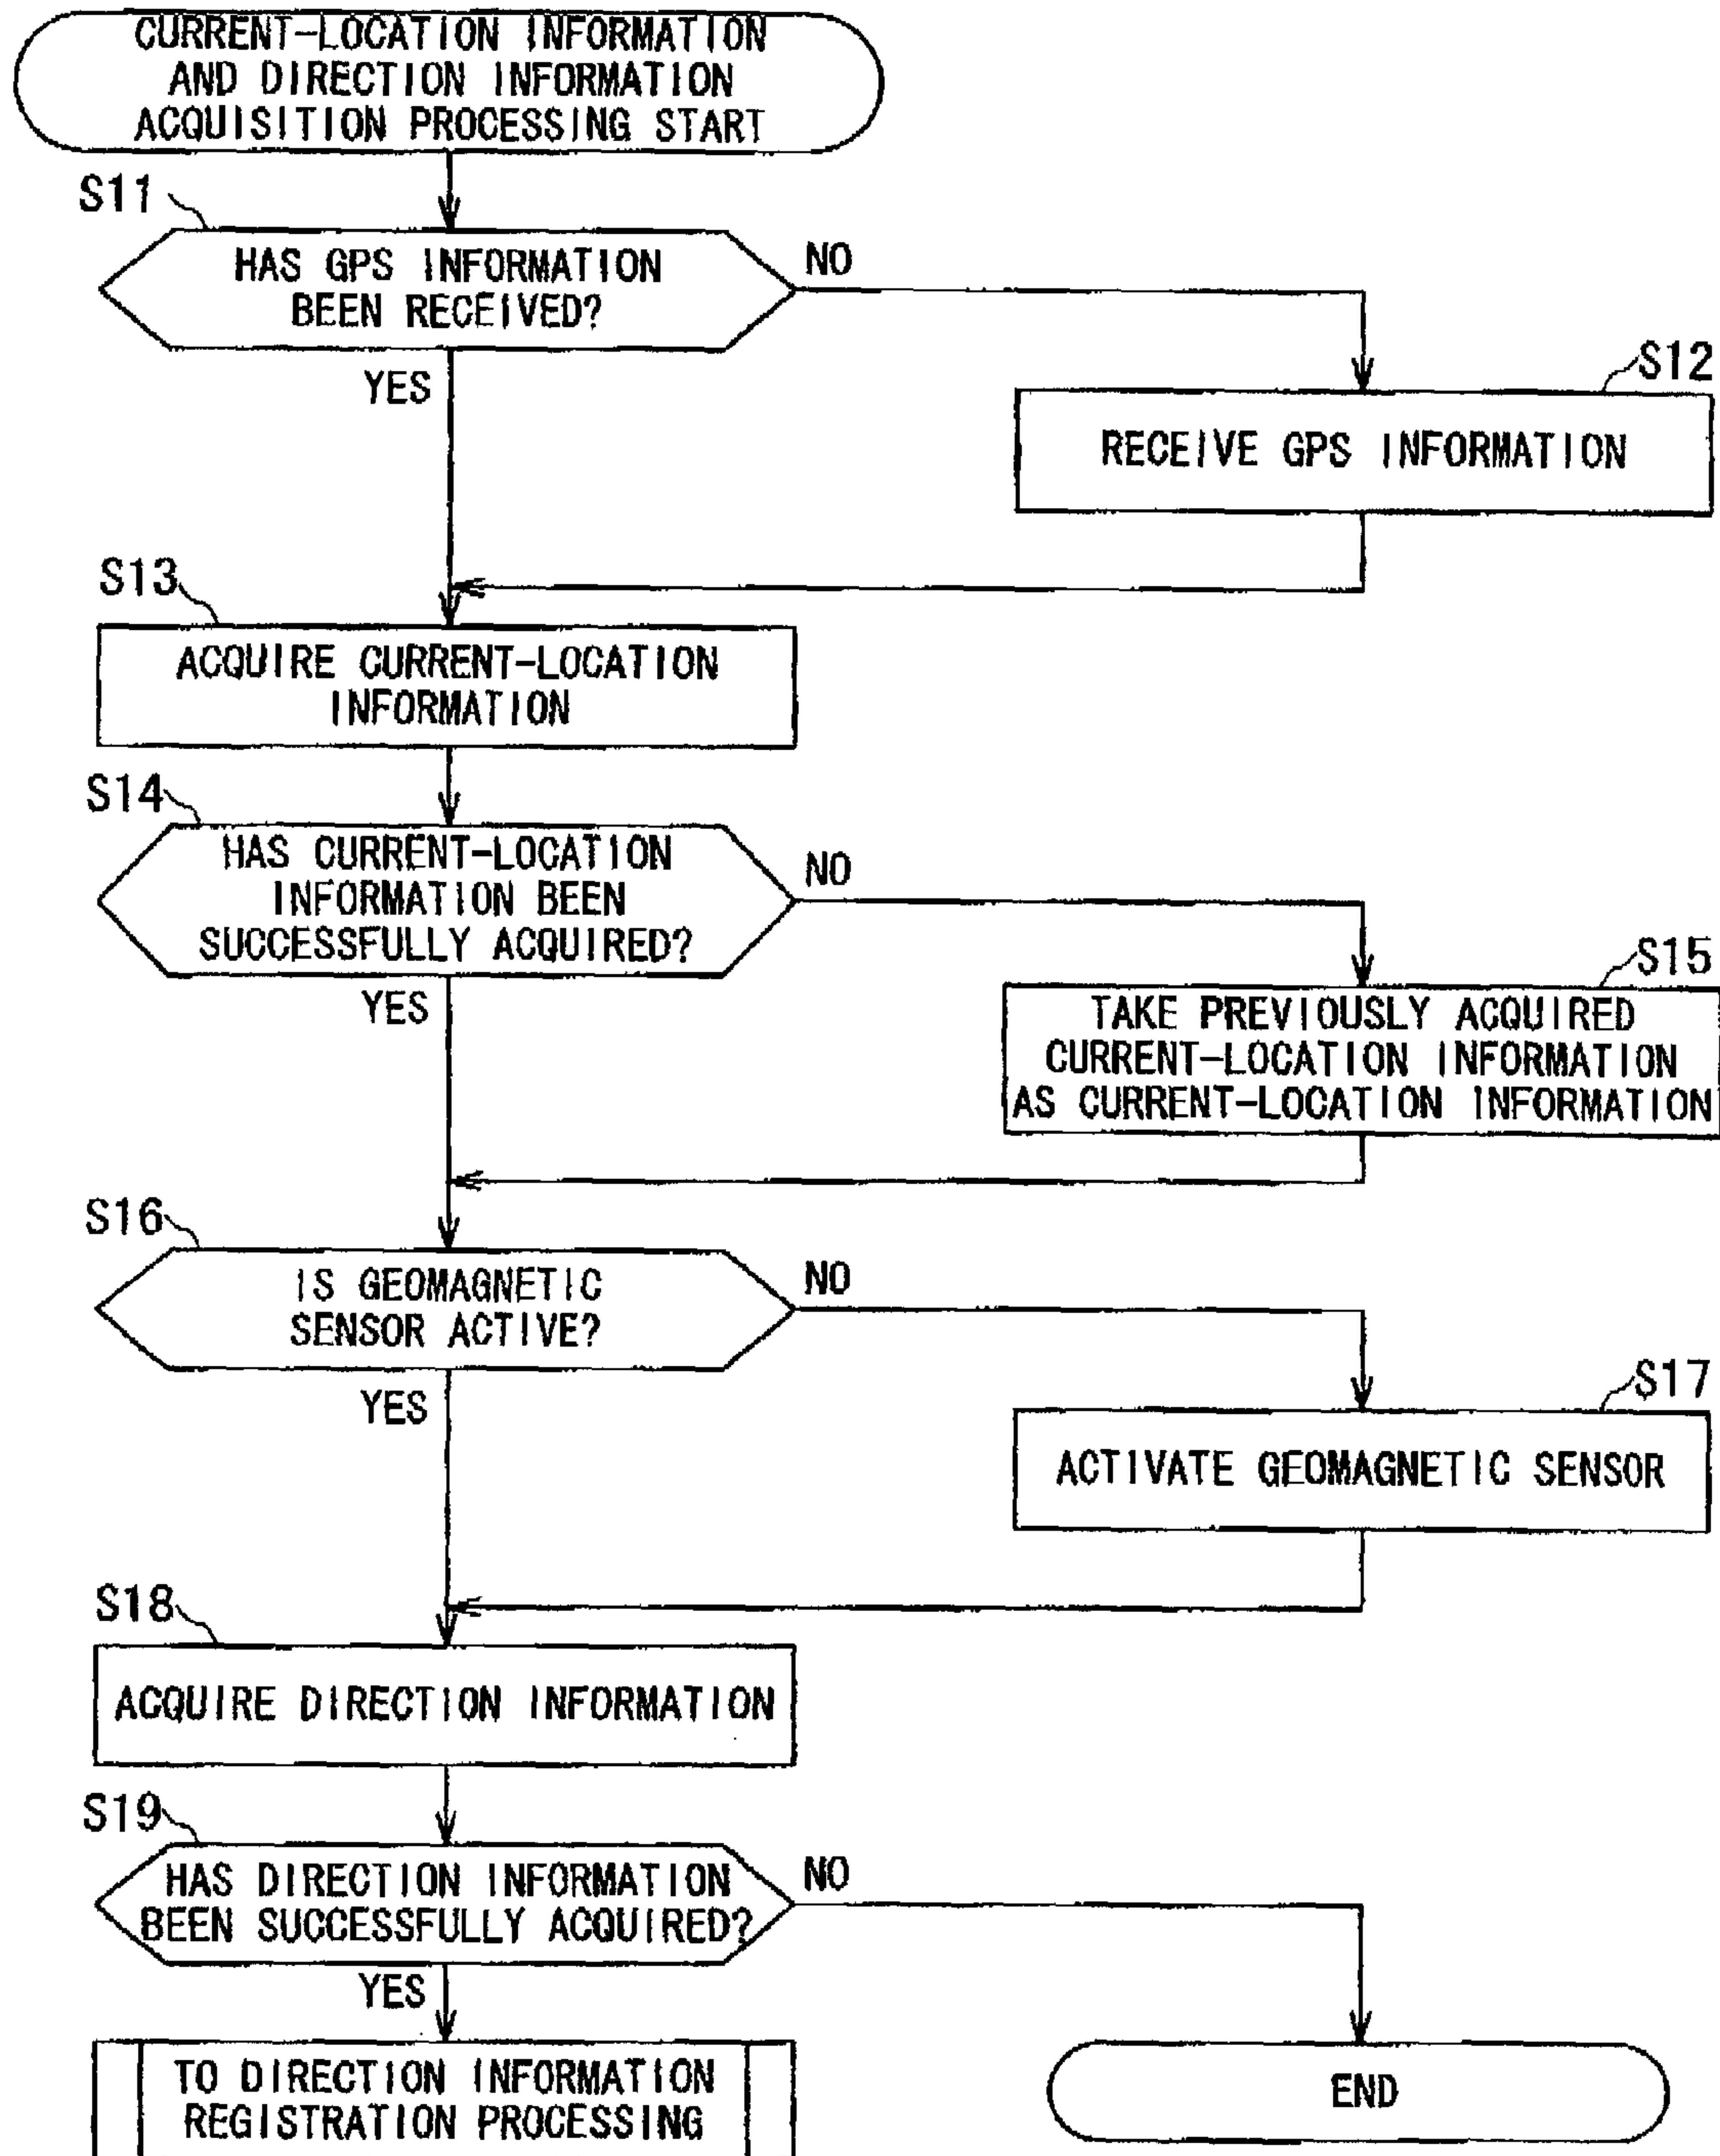 CURRENT-LOCATION INFORMATION
AND DIRECTION INFORMATION
ACQUISITION PROCESSING START
S11
HAS GPS INFORMATION
BEEN RECEIVED?
NO
YES
S12
RECEIVE GPS INFORMATION
S13
ACQUIRE CURRENT-LOCATION
INFORMATION
S14
HAS CURRENT-LOCATION
INFORMATION BEEN
SUCCESSFULLY ACQUIRED?
NO
YES
S15
TAKE PREVIOUSLY ACQUIRED
CURRENT-LOCATION INFORMATION
AS CURRENT-LOCATION INFORMATION
S16
IS GEOMAGNETIC
SENSOR ACTIVE?
NO
YES
S17
ACTIVATE GEOMAGNETIC SENSOR
S18
ACQUIRE DIRECTION INFORMATION
S19
HAS DIRECTION INFORMATION
BEEN SUCCESSFULLY ACQUIRED?
NO
YES
TO DIRECTION INFORMATION
REGISTRATION PROCESSING
END